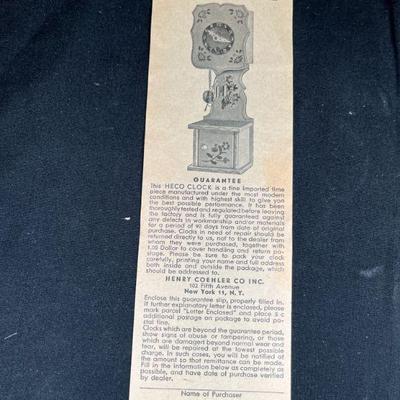 GUARANTEE
This HECO CLOCK is a fine imported time
piece manufactured under the most modern
conditions and with highest skill to give you
the best possible performance. It has been
thoroughly tested and regulated before leaving
the factory and is fully guaranteed against
any defects in workmanship and/or materials
for a period of 90 days from date of original
purchase. Clocks in need of repair should be
returned directly to us, not to the dealer from
whom they were purchased, together with
1.10 Dollar to cover handling and return po-
stage. Please be sure to pack your clock
carefully, printing your name and full address
both inside and outside the package, which
should be addressed to.
HENRY COEHLER CO INC.
102 Fifth Avenue
New York 11, N.Y.
Enclose this guarantee slip, properly filled in.
If further explanatory letter is enclosed, please
mark parcel "Letter Enclosed" and place 5 c
additional postage on package to avoid po-
stal fine.
Clocks which are beyond the guarantee period,
show signs of abuse or tampering, or those
which are damaged beyond normal wear and
tear, will be repaired at the lowest possible
charge. In such cases, you will be notified of
the amount so that remittance can be made.
Fill in the information below as completely as
possible, and have date of purchase verified
by dealer.
Name of Purchaser